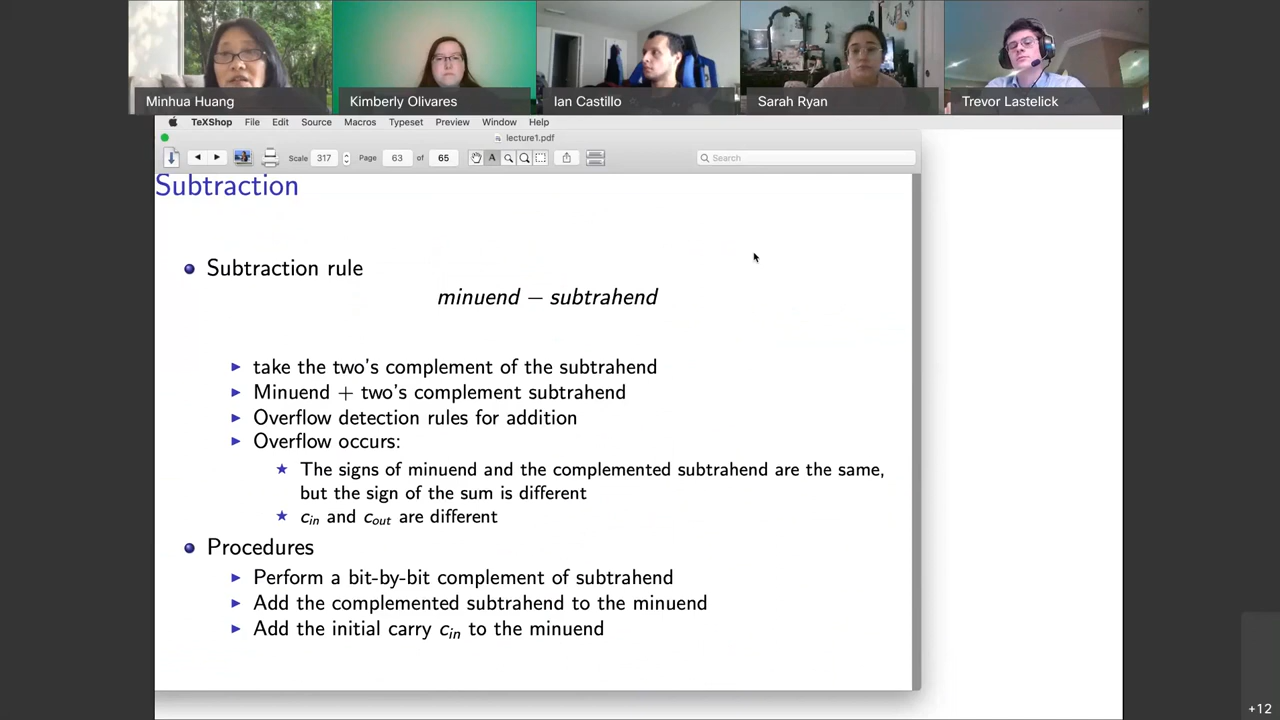 Minhua Huang
Kimberly Olivares
Ian Castillo
Sarah Ryan
Trevor Lastelick
TeXShop File Edit Source Macros Typeset Preview Window Help
lecture1.pdf
Scale 317 Page 63 of 65 Search
Subtraction
Subtraction rule
minuend − subtrahend
take the two's complement of the subtrahend
Minuend + two's complement subtrahend
Overflow detection rules for addition
Overflow occurs:
The signs of minuend and the complemented subtrahend are the same,
but the sign of the sum is different
c_in and c_out are different
Procedures
Perform a bit-by-bit complement of subtrahend
Add the complemented subtrahend to the minuend
Add the initial carry c_in to the minuend
+12